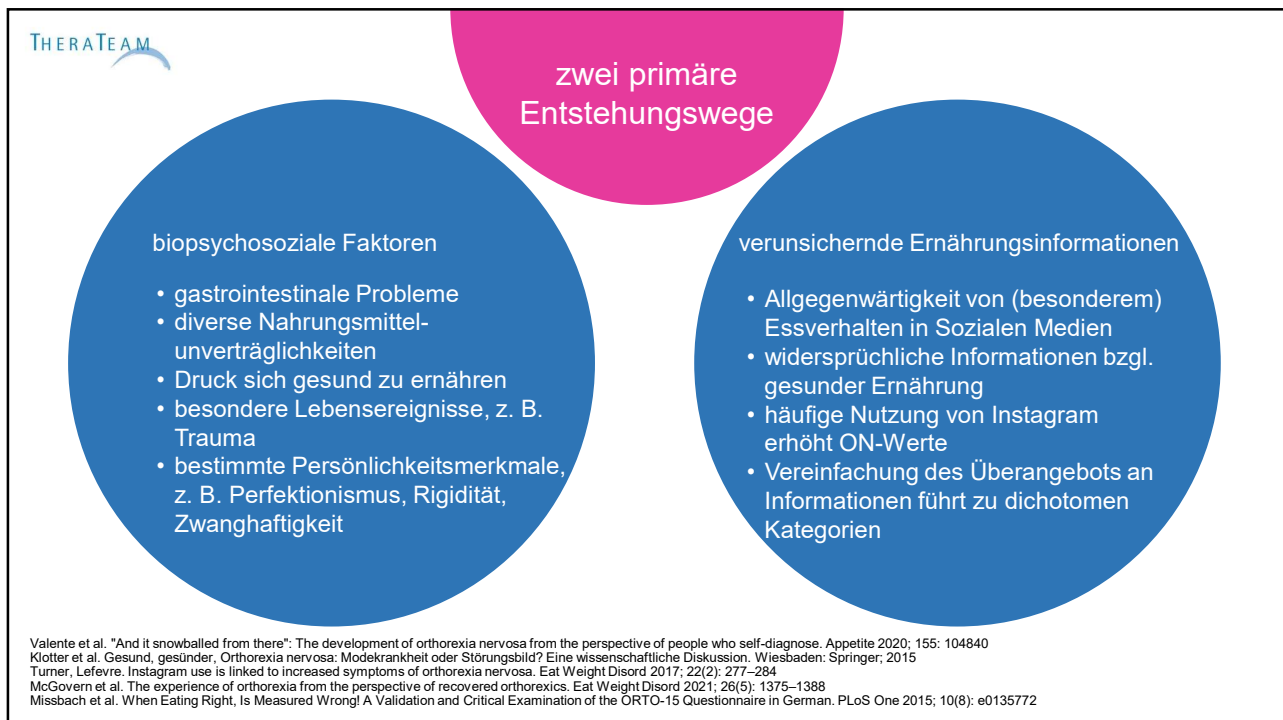 THERATEAM
zwei primäre
Entstehungswege
biopsychosoziale Faktoren
• gastrointestinale Probleme
• diverse Nahrungsmittel-
unverträglichkeiten
• Druck sich gesund zu ernähren
• besondere Lebensereignisse, z. B.
Trauma
• bestimmte Persönlichkeitsmerkmale,
z. B. Perfektionismus, Rigidität,
Zwanghaftigkeit
verunsichernde Ernährungsinformationen
• Allgegenwärtigkeit von (besonderem)
Essverhalten in Sozialen Medien
• widersprüchliche Informationen bzgl.
gesunder Ernährung
• häufige Nutzung von Instagram
erhöht ON-Werte
• Vereinfachung des Überangebots an
Informationen führt zu dichotomen
Kategorien
Valente et al. "And it snowballed from there": The development of orthorexia nervosa from the perspective of people who self-diagnose. Appetite 2020; 155: 104840
Klotter et al. Gesund, gesünder, Orthorexia nervosa: Modekrankheit oder Störungsbild? Eine wissenschaftliche Diskussion. Wiesbaden: Springer; 2015
Turner, Lefevre. Instagram use is linked to increased symptoms of orthorexia nervosa. Eat Weight Disord 2017; 22(2): 277–284
McGovern et al. The experience of orthorexia from the perspective of recovered orthorexics. Eat Weight Disord 2021; 26(5): 1375–1388
Missbach et al. When Eating Right, Is Measured Wrong! A Validation and Critical Examination of the ORTO-15 Questionnaire in German. PLoS One 2015; 10(8): e0135772